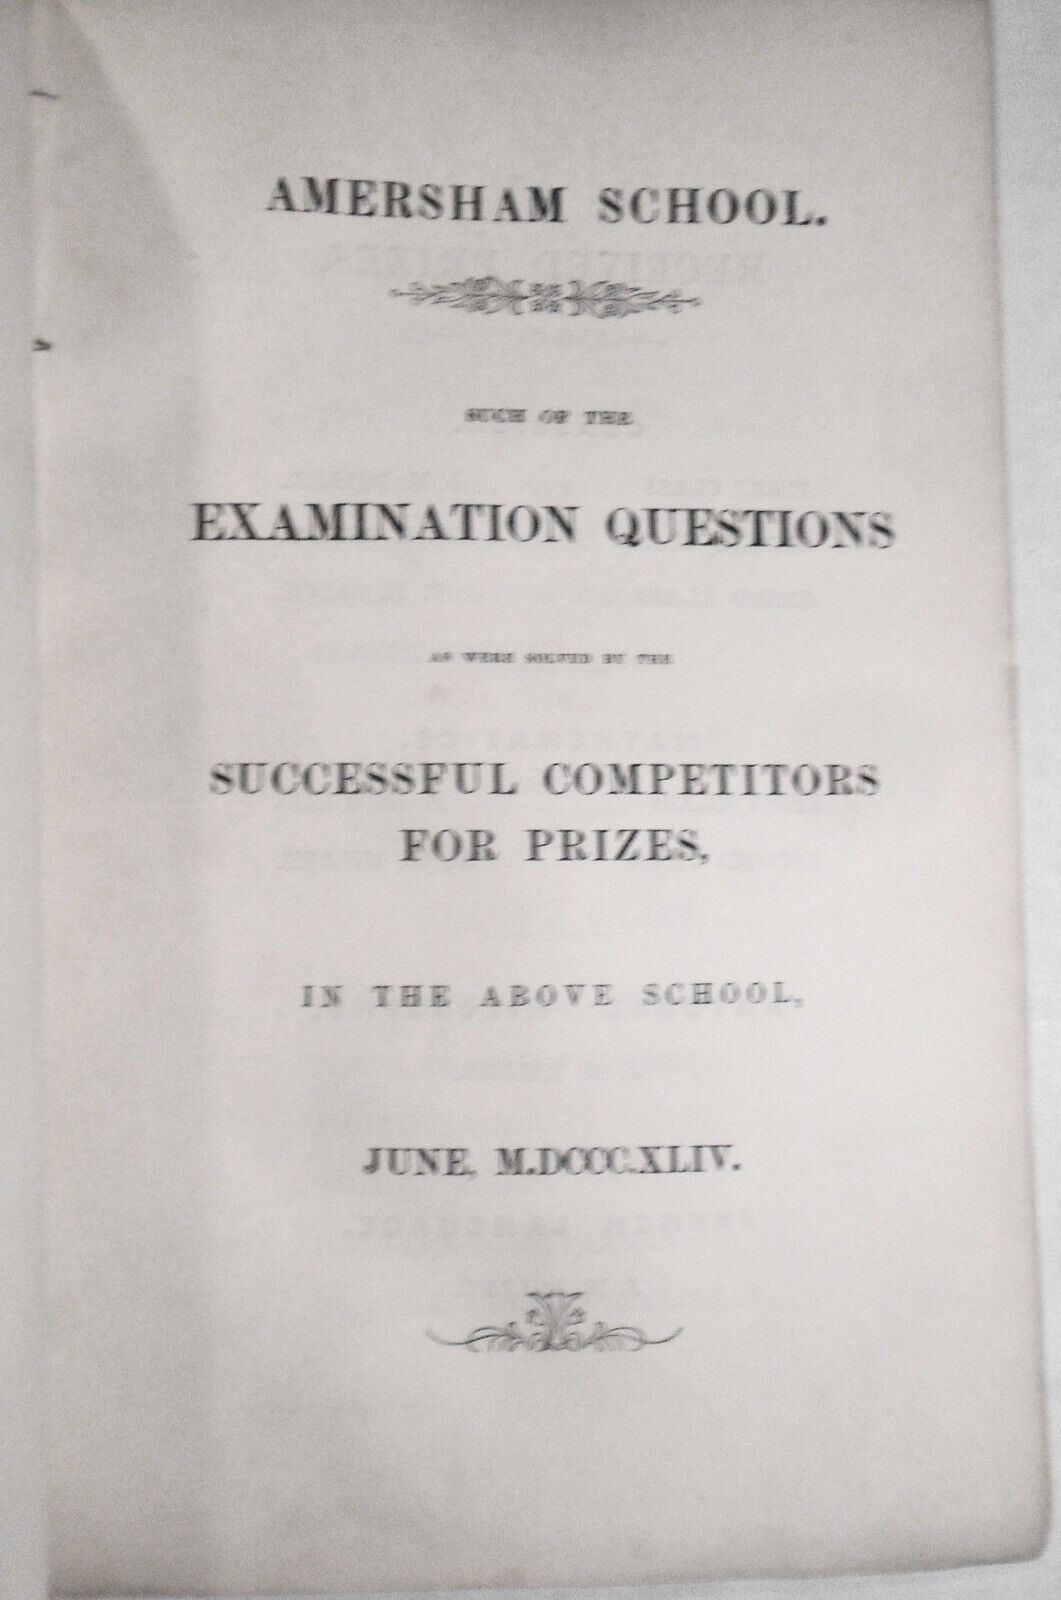 AMERSHAM SCHOOL.
SUCH OF THE
EXAMINATION QUESTIONS
AS WERE SOLVED BY THE
SUCCESSFUL COMPETITORS
FOR PRIZES,
IN THE ABOVE SCHOOL,
JUNE, M.DCCC.XLIV.